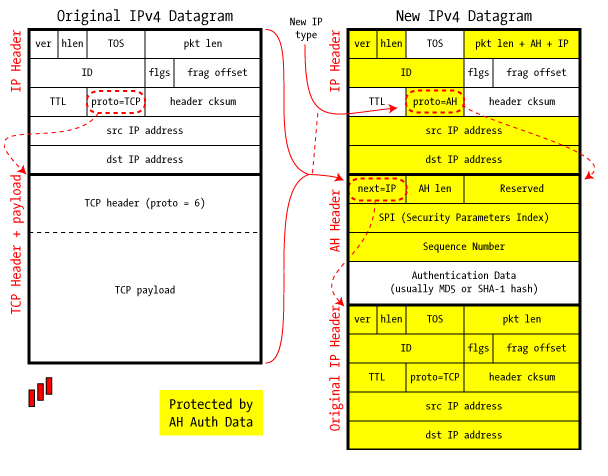 Original IPv4 Datagram
IP Header
ver hlen TOS pkt len
ID flgs frag offset
TTL proto=TCP header cksum
src IP address
dst IP address
TCP Header + payload
TCP header (proto = 6)
TCP payload
Protected by
AH Auth Data
New IP
type
New IPv4 Datagram
IP Header
ver hlen TOS pkt len + AH + IP
ID flgs frag offset
TTL proto=AH header cksum
src IP address
dst IP address
AH Header
next=IP AH len Reserved
SPI (Security Parameters Index)
Sequence Number
Authentication Data
(usually MD5 or SHA-1 hash)
Original IP Header
ver hlen TOS pkt len
ID flgs frag offset
TTL proto=TCP header cksum
src IP address
dst IP address